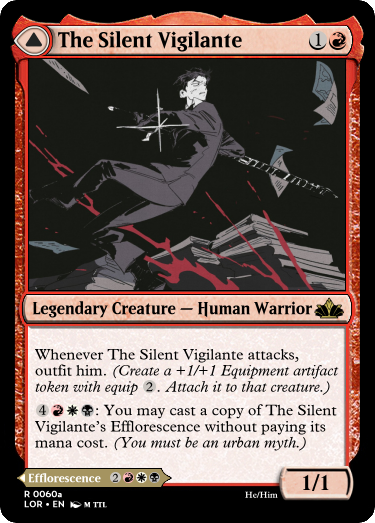 The Silent Vigilante 1
Legendary Creature — Human Warrior
Whenever The Silent Vigilante attacks,
outfit him. (Create a +1/+1 Equipment artifact
token with equip 2. Attach it to that creature.)
4: You may cast a copy of The Silent
Vigilante's Efflorescence without paying its
mana cost. (You must be an urban myth.)
Efflorescence 2
1/1
R 0060a
He/Him
LOR • EN M TTL